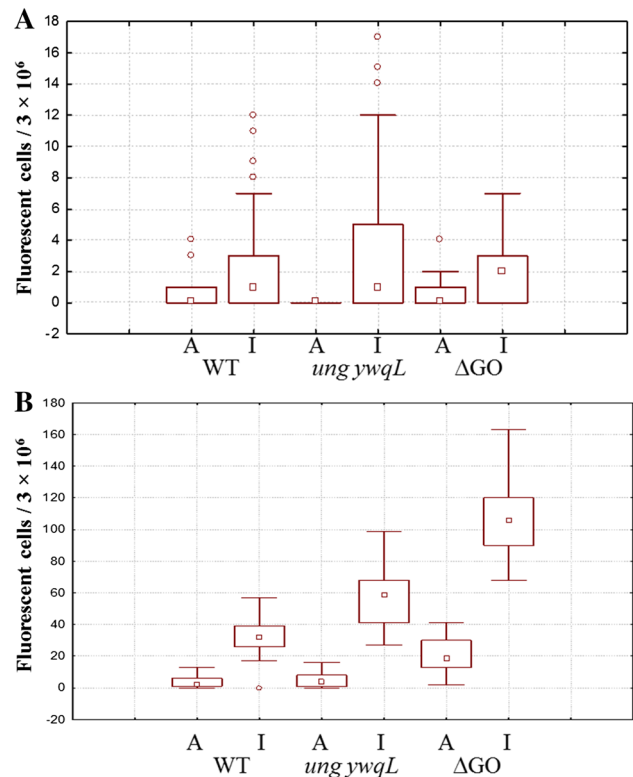 A
Fluorescent cells / 3 × 10⁶
18
16
14
12
10
8
6
4
2
0
-2
A I A I A I
WT ung ywqL ΔGO
B
Fluorescent cells / 3 × 10⁶
180
160
140
120
100
80
60
40
20
0
-20
A I A I A I
WT ung ywqL ΔGO